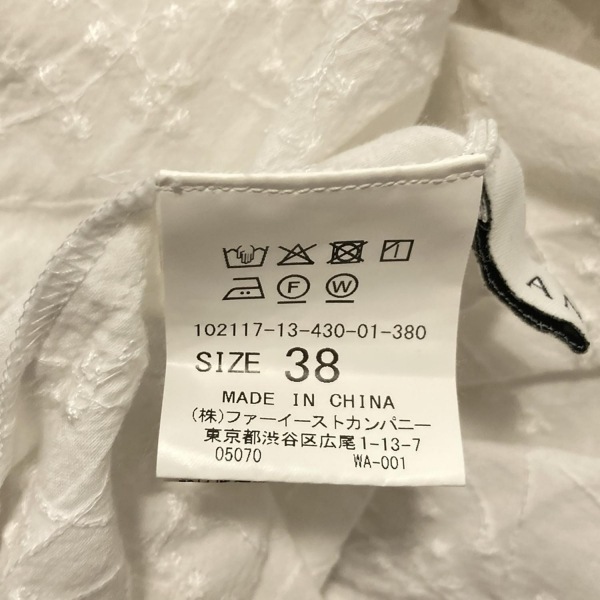 102117-13-430-01-380
SIZE 38
MADE IN CHINA
(株)ファーイーストカンパニー
東京都渋谷区広尾1-13-7
05070 WA-001
F W